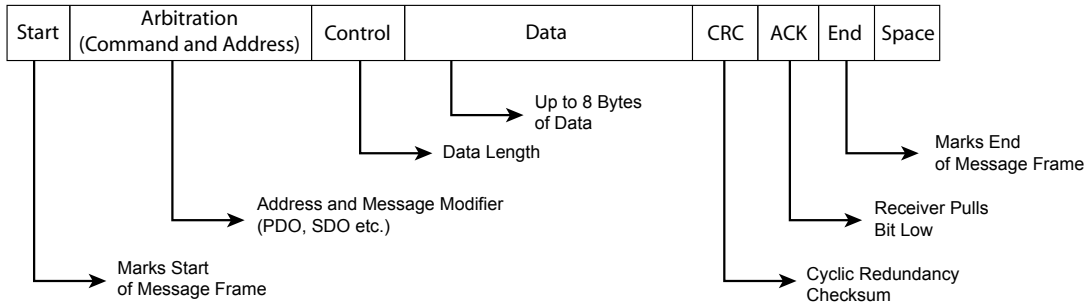 Start
Arbitration
(Command and Address)
Control
Data
CRC
ACK
End
Space
Up to 8 Bytes
of Data
Marks End
of Message Frame
Data Length
Address and Message Modifier
(PDO, SDO etc.)
Receiver Pulls
Bit Low
Marks Start
of Message Frame
Cyclic Redundancy
Checksum